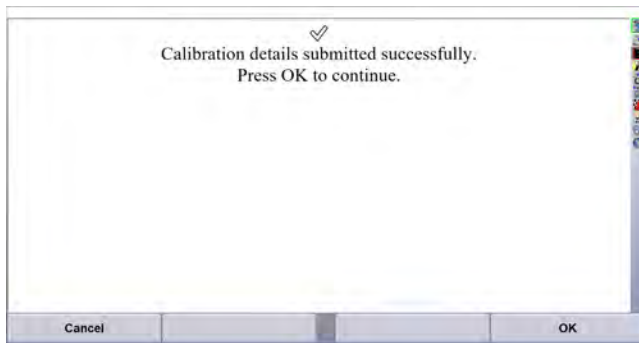 Calibration details submitted successfully.
Press OK to continue.
Cancel
OK